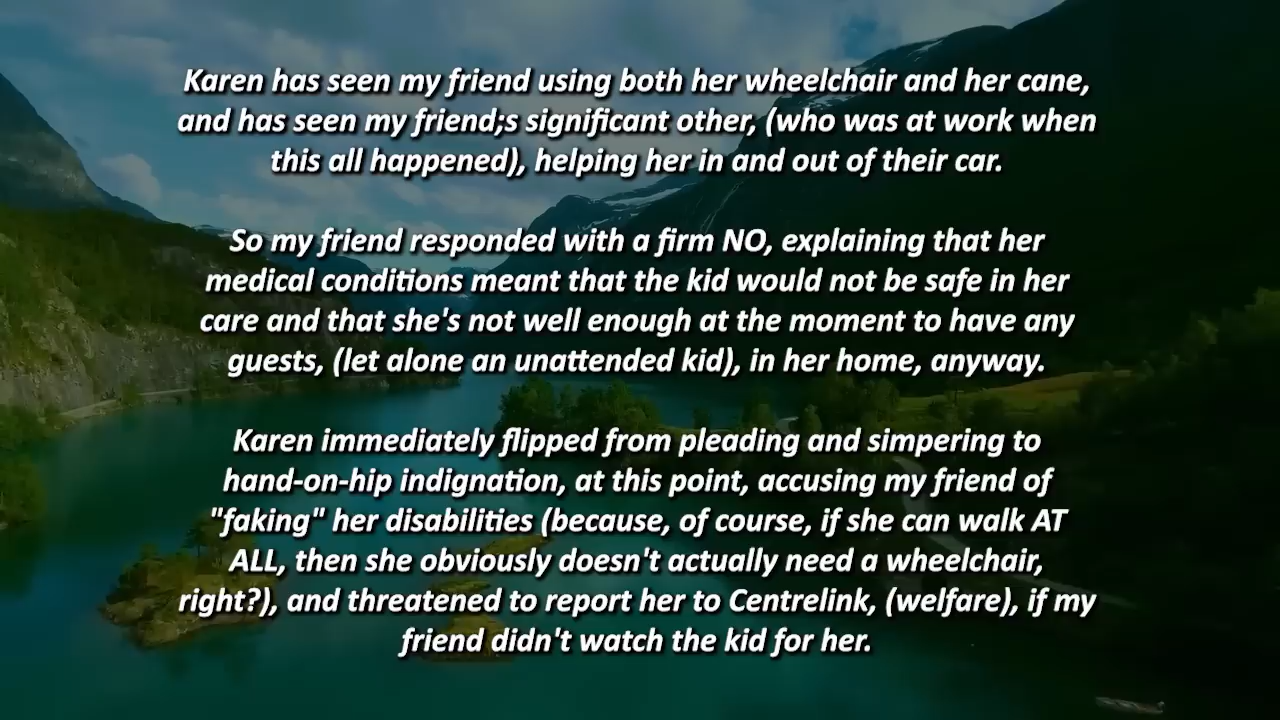 Karen has seen my friend using both her wheelchair and her cane,
and has seen my friend;s significant other, (who was at work when
this all happened), helping her in and out of their car.
So my friend responded with a firm NO, explaining that her
medical conditions meant that the kid would not be safe in her
care and that she's not well enough at the moment to have any
guests, (let alone an unattended kid), in her home, anyway.
Karen immediately flipped from pleading and simpering to
hand-on-hip indignation, at this point, accusing my friend of
"faking" her disabilities (because, of course, if she can walk AT
ALL, then she obviously doesn't actually need a wheelchair,
right?), and threatened to report her to Centrelink, (welfare), if my
friend didn't watch the kid for her.